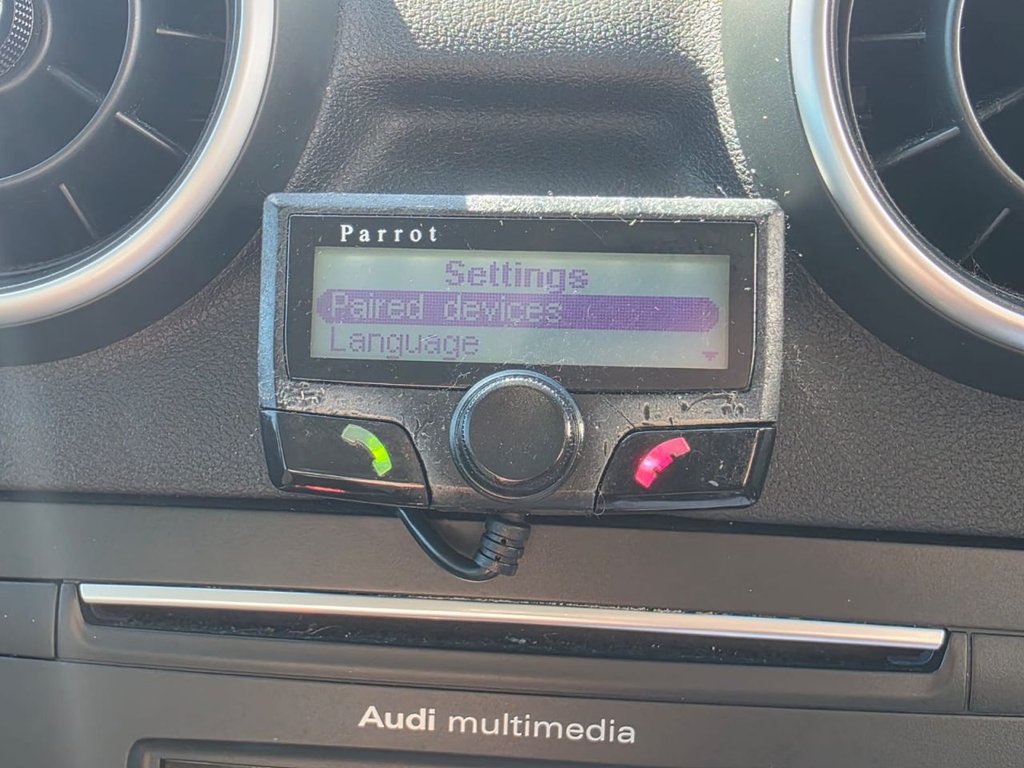 Parrot
Settings
Paired devices
Language
Audi multimedia